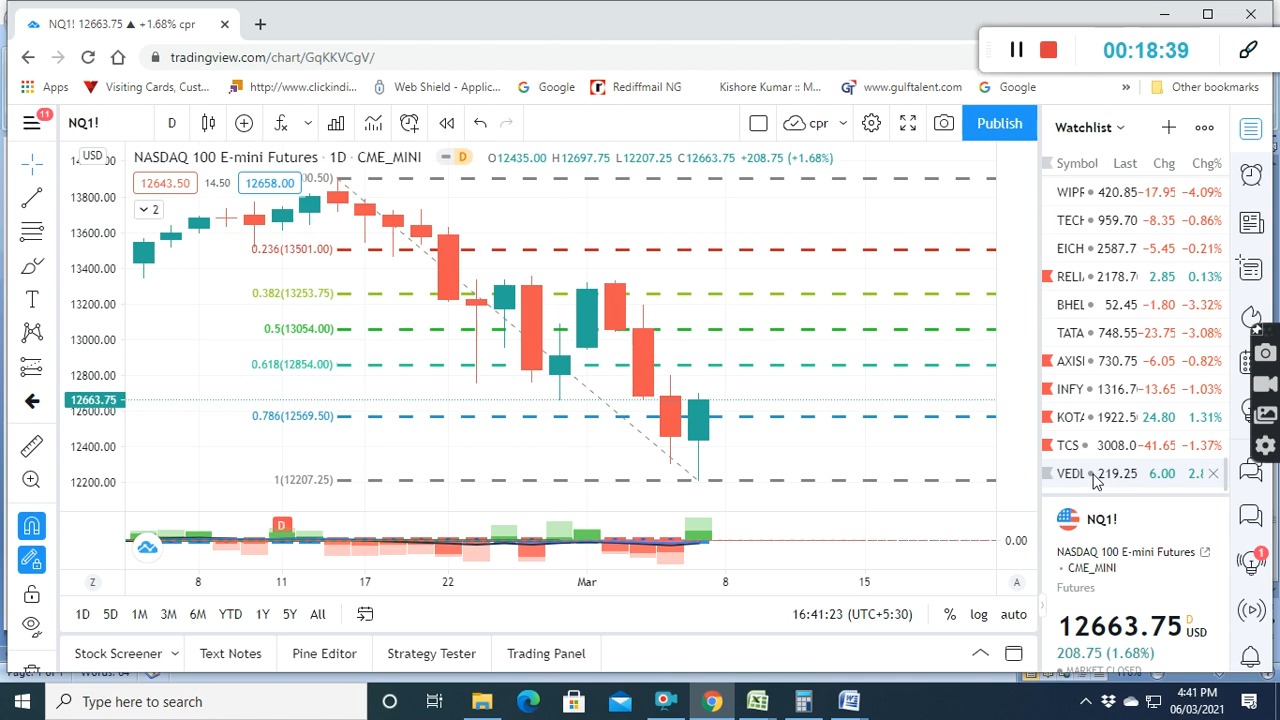 NQ1! 12663.75 ▲ +1.68% cpr
00:18:39
tradingview.com/chart/GqKKVCgV/
Apps Visiting Cards, Cust... http://www.clickindi... Web Shield - Applic... Google Rediffmail NG Kishore Kumar :: M... www.gulftalent.com Google » Other bookmarks
11
NQ1! D cpr Publish
Watchlist
Symbol Last Chg Chg%
USD
NASDAQ 100 E-mini Futures · 1D · CME_MINI D O12435.00 H12697.75 L12207.25 C12663.75 +208.75 (+1.68%)
12643.50 14.50 12658.00
2
13800.00
13600.00
13400.00
13200.00
13000.00
12800.00
12663.75
12600.00
12400.00
12200.00
0.236(13501.00)
0.382(13253.75)
0.5(13054.00)
0.618(12854.00)
0.786(12569.50)
1(12207.25)
WIPR 420.85 -17.95 -4.09%
TECH 959.70 -8.35 -0.86%
EICH 2587.7 -5.45 -0.21%
RELI 2178.70 2.85 0.13%
BHEL 52.45 -1.80 -3.32%
TATA 748.55 -23.75 -3.08%
AXISI 730.75 -6.05 -0.82%
INFY 1316.7 -13.65 -1.03%
KOTA 1922.5 24.80 1.31%
TCS 3008.0 -41.65 -1.37%
VEDL 219.25 6.00 2.8
D
0.00
Z 8 11 17 22 Mar 8 15 A
1D 5D 1M 3M 6M YTD 1Y 5Y All 16:41:23 (UTC+5:30) % log auto
Stock Screener Text Notes Pine Editor Strategy Tester Trading Panel
NQ1!
NASDAQ 100 E-mini Futures
• CME_MINI
Futures
12663.75 D USD
208.75 (1.68%)
MARKET CLOSED
1
Type here to search
4:41 PM
06/03/2021